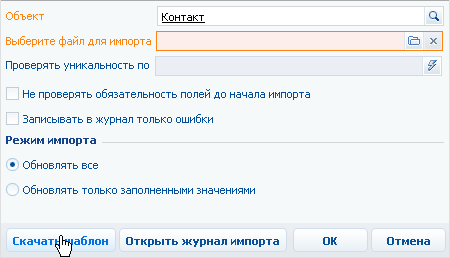 Объект Контакт
Выберите файл для импорта
Проверять уникальность по
Не проверять обязательность полей до начала импорта
Записывать в журнал только ошибки
Режим импорта
Обновлять все
Обновлять только заполненными значениями
Скачать шаблон Открыть журнал импорта ОК Отмена